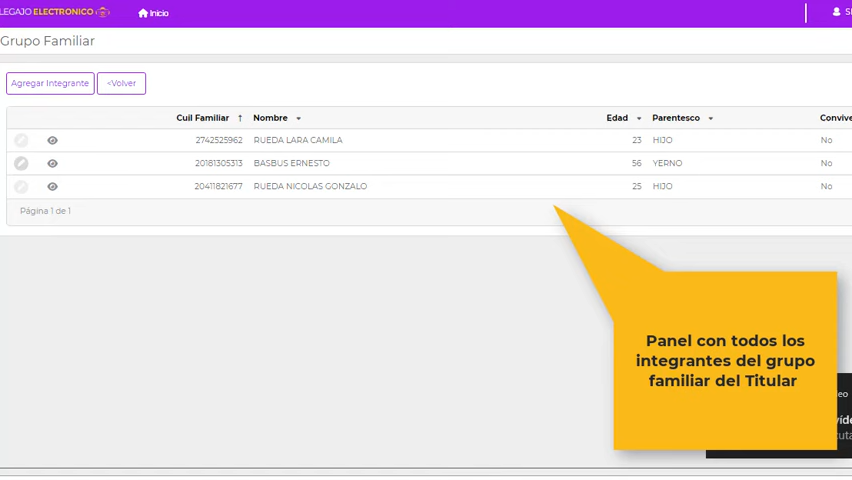 LEGAJO ELECTRONICO Inicio
Grupo Familiar
Agregar Integrante <Volver
Cuil Familiar ↑ Nombre Edad Parentesco Convive
2742525962 RUEDA LARA CAMILA 23 HIJO No
20181305313 BASBUS ERNESTO 56 YERNO No
20411821677 RUEDA NICOLAS GONZALO 25 HIJO No
Página 1 de 1
Panel con todos los
integrantes del grupo
familiar del Titular